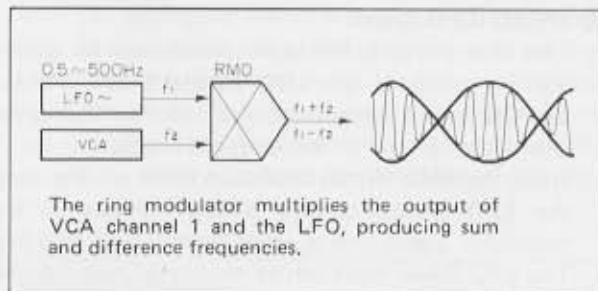 0.5~500Hz RMO
LFO ~ f₁
f₁+f₂
f₁-f₂
VCA f₂
The ring modulator multiplies the output of
VCA channel 1 and the LFO, producing sum
and difference frequencies.